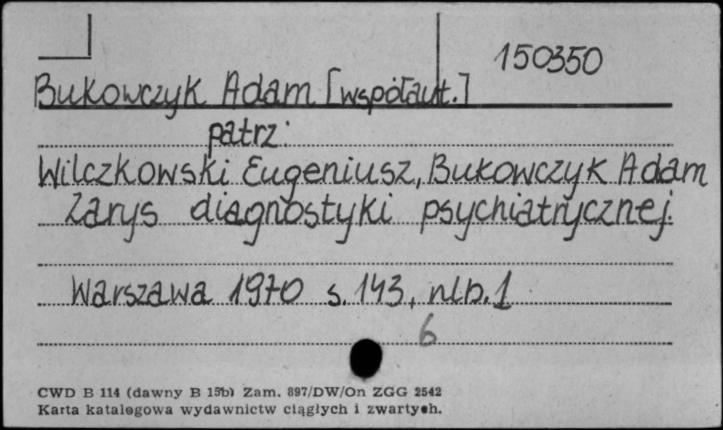 150350
Bukowczyk Adam [współaut.]
patrz:
Wilczkowski Eugeniusz, Bukowczyk Adam
Zarys diagnostyki psychiatrycznej.
Warszawa 1970 s. 143, nlb. 1
6
CWD B 114 (dawny B 15b) Zam. 897/DW/On ZGG 2542
Karta katalogowa wydawnictw ciągłych i zwartych.